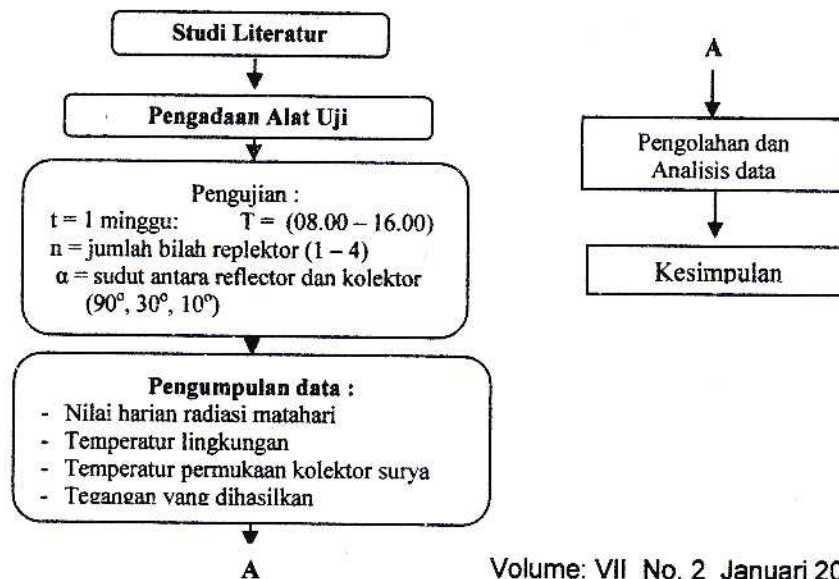 Studi Literatur
Pengadaan Alat Uji
Pengujian :
t = 1 minggu: T = (08.00 – 16.00)
n = jumlah bilah replektor (1 – 4)
α = sudut antara reflector dan kolektor
(90°, 30°, 10°)
Pengumpulan data :
- Nilai harian radiasi matahari
- Temperatur lingkungan
- Temperatur permukaan kolektor surya
- Tegangan yang dihasilkan
A
A
Pengolahan dan
Analisis data
Kesimpulan
Volume: VII No. 2 Januari 20